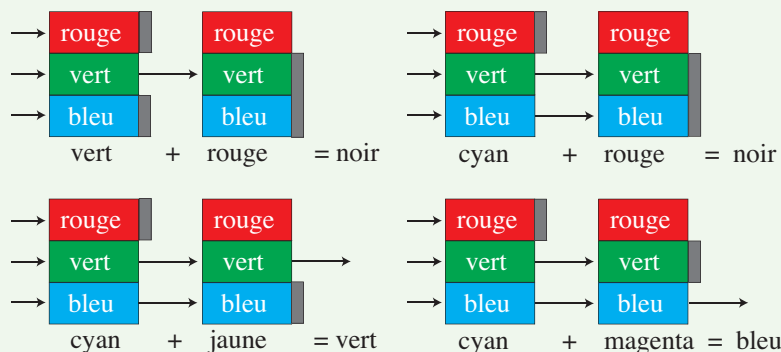 rouge rouge
vert vert
bleu bleu
vert + rouge = noir
rouge rouge
vert vert
bleu bleu
cyan + rouge = noir
rouge rouge
vert vert
bleu bleu
cyan + jaune = vert
rouge rouge
vert vert
bleu bleu
cyan + magenta = bleu